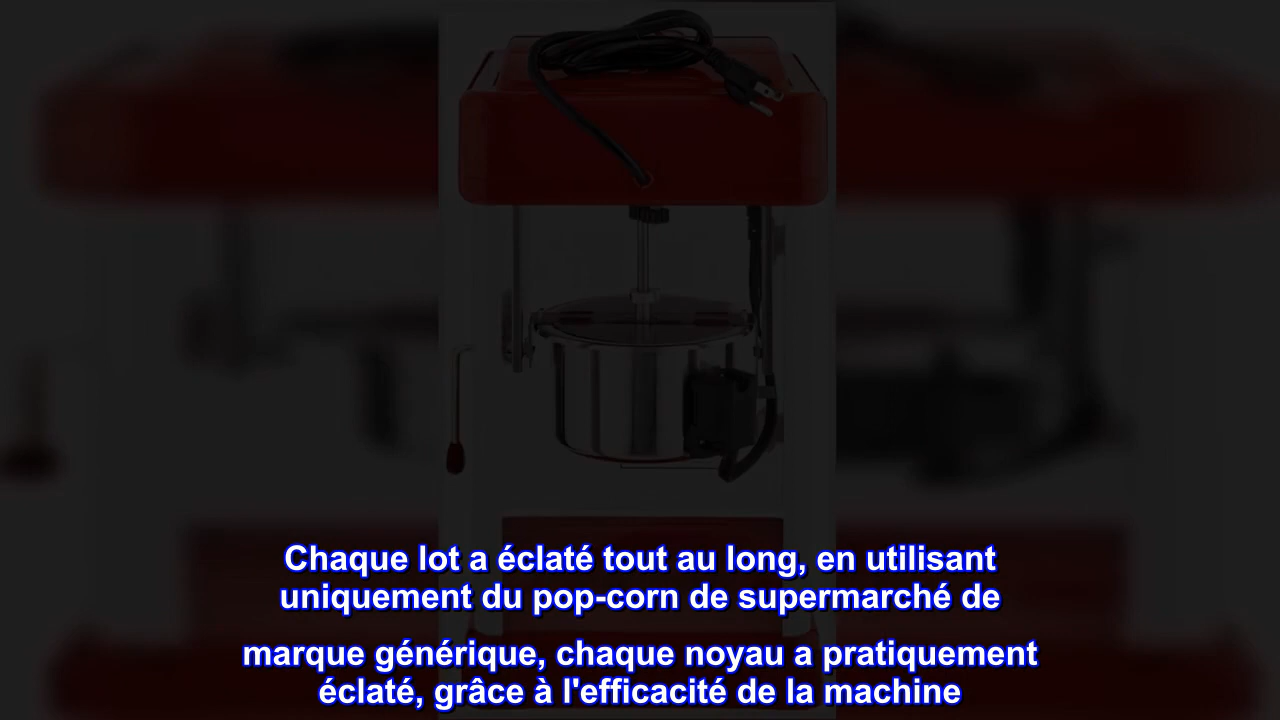 Chaque lot a éclaté tout au long, en utilisant
uniquement du pop-corn de supermarché de
marque générique, chaque noyau a pratiquement
éclaté, grâce à l'efficacité de la machine